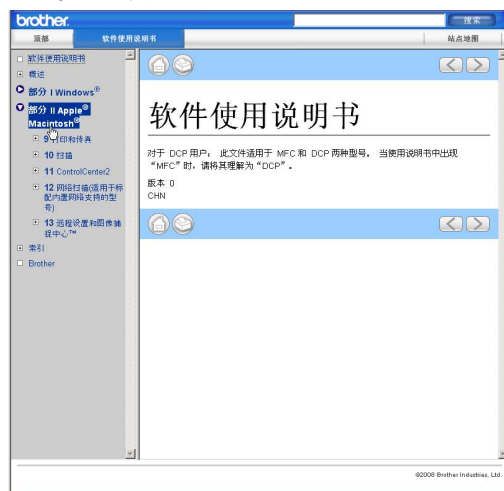 brother.
搜索
顶部
软件使用说明书
站点地图
软件使用说明书
概述
部分 I Windows®
部分 II Apple®
Macintosh®
9 打印和传真
10 扫描
11 ControlCenter2
12 网络扫描(适用于标
配内置网络支持的型
号)
13 远程设置和图像捕
捉中心™
索引
Brother
软件使用说明书
对于 DCP 用户, 此文件适用于 MFC 和 DCP 两种型号。 当使用说明书中出现
“MFC”时, 请将其理解为“DCP”。
版本 0
CHN
©2008 Brother Industries, Ltd.